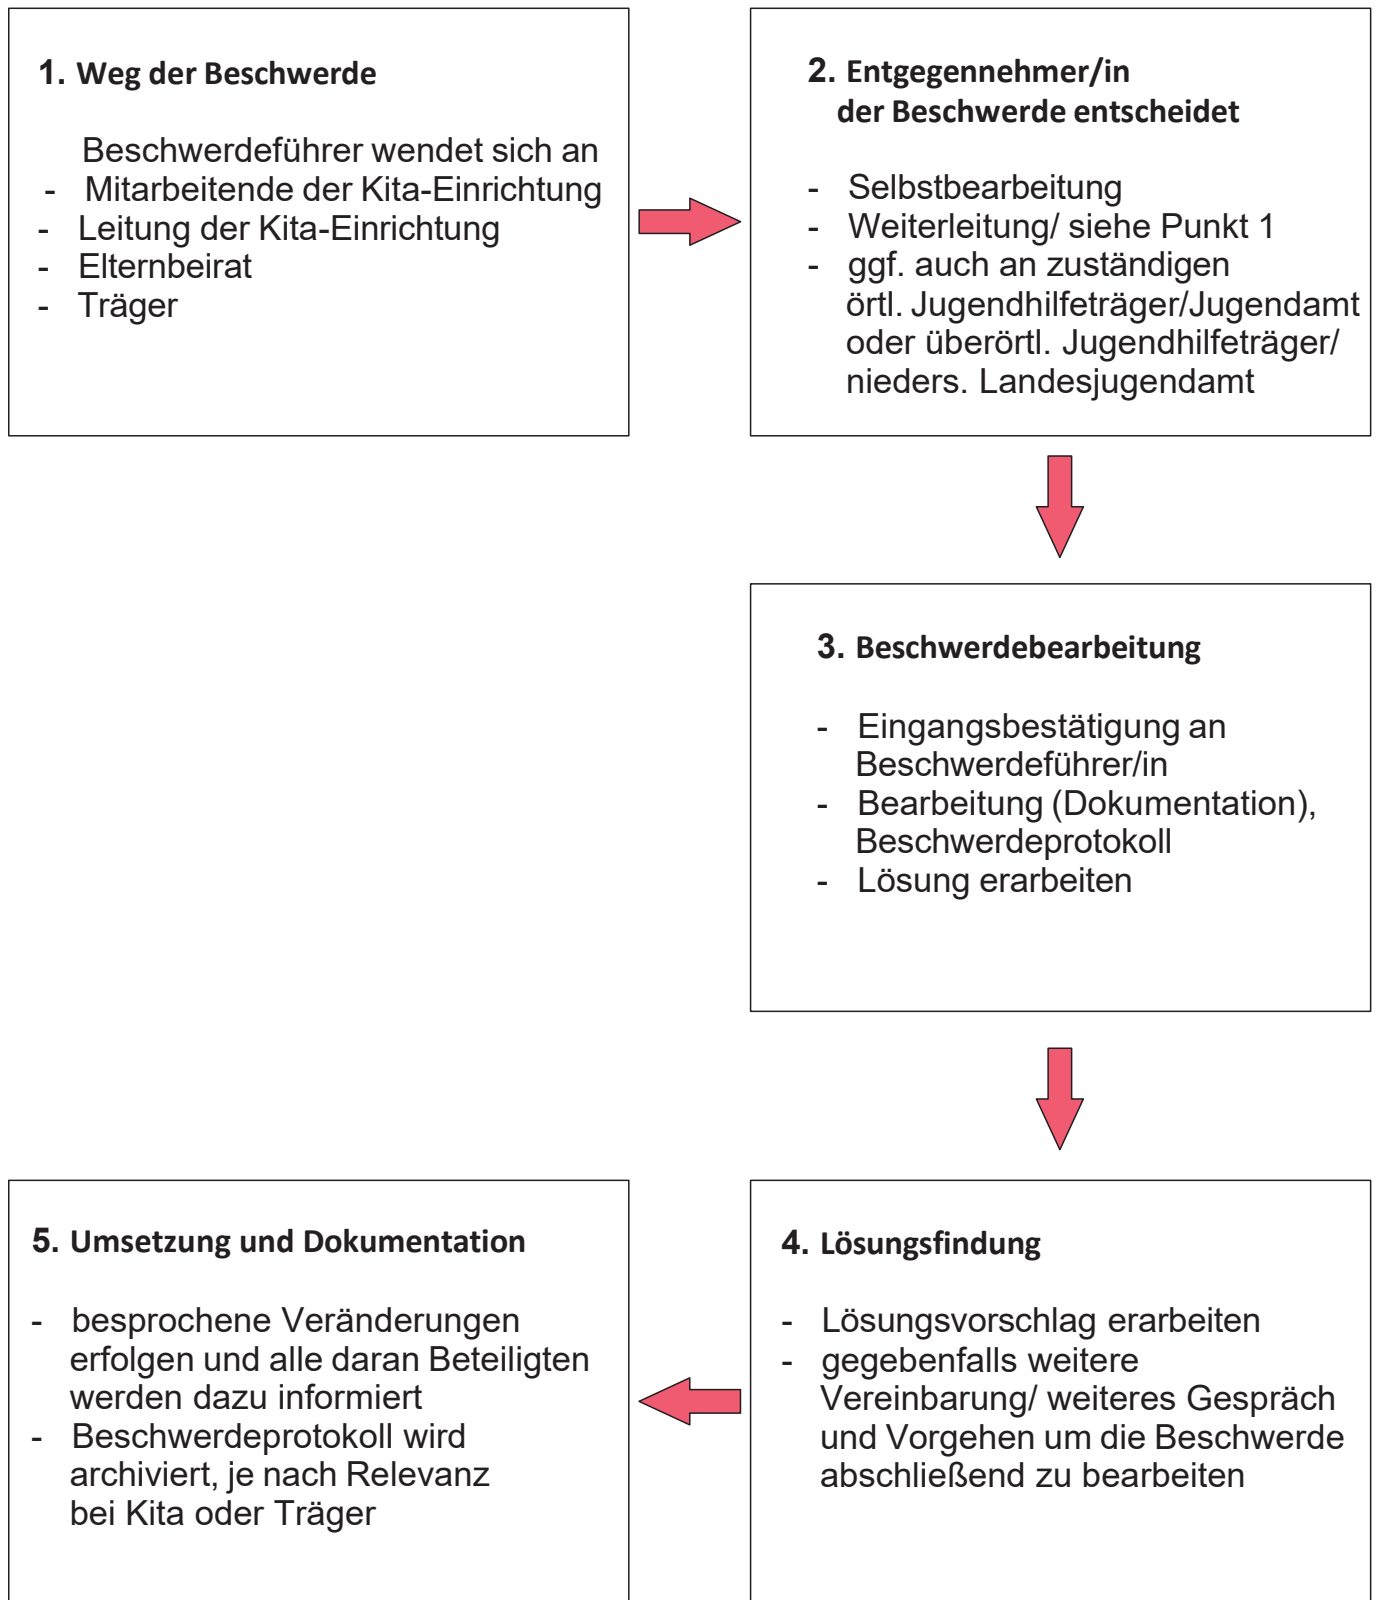 1. Weg der Beschwerde
Beschwerdeführer wendet sich an
- Mitarbeitende der Kita-Einrichtung
- Leitung der Kita-Einrichtung
- Elternbeirat
- Träger
2. Entgegennehmer/in
der Beschwerde entscheidet
- Selbstbearbeitung
- Weiterleitung/ siehe Punkt 1
- ggf. auch an zuständigen
örtl. Jugendhilfeträger/Jugendamt
oder überörtl. Jugendhilfeträger/
nieders. Landesjugendamt
3. Beschwerdebearbeitung
- Eingangsbestätigung an
Beschwerdeführer/in
- Bearbeitung (Dokumentation),
Beschwerdeprotokoll
- Lösung erarbeiten
4. Lösungsfindung
- Lösungsvorschlag erarbeiten
- gegebenfalls weitere
Vereinbarung/ weiteres Gespräch
und Vorgehen um die Beschwerde
abschließend zu bearbeiten
5. Umsetzung und Dokumentation
- besprochene Veränderungen
erfolgen und alle daran Beteiligten
werden dazu informiert
- Beschwerdeprotokoll wird
archiviert, je nach Relevanz
bei Kita oder Träger